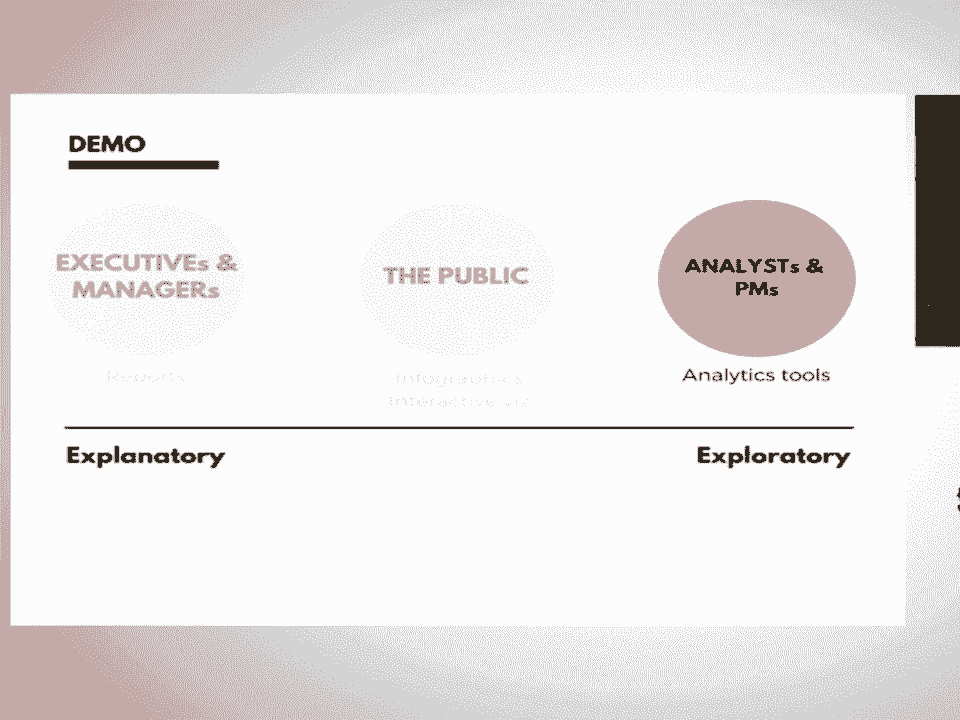 DEMO
EXECUTIVEs &
MANAGERs
THE PUBLIC
ANALYSTs &
PMs
Reports
Infographics
Interactive viz
Analytics tools
Explanatory
Exploratory